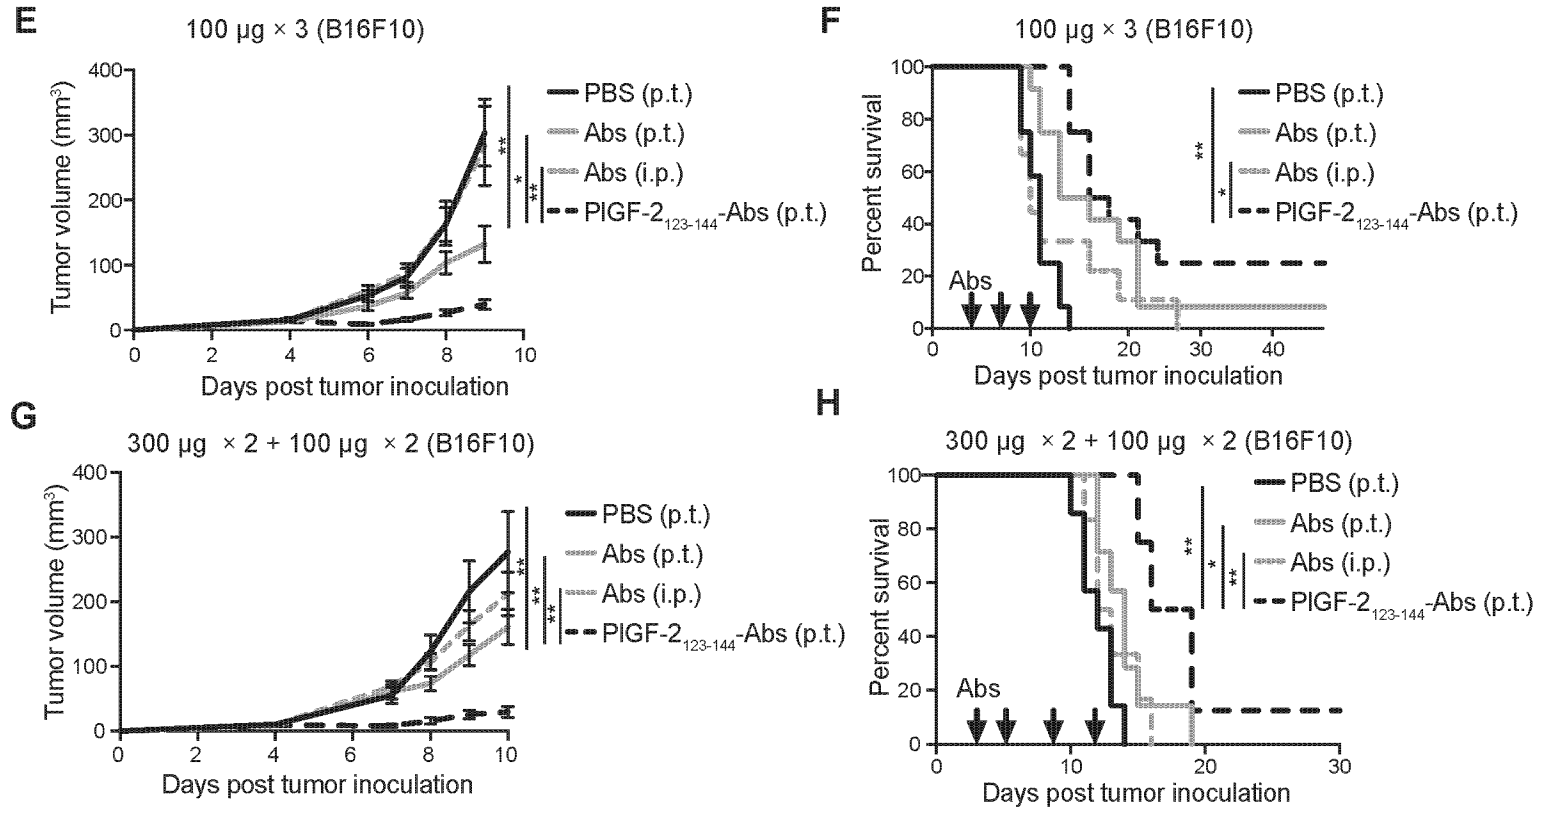 E
100 µg × 3 (B16F10)
Tumor volume (mm³)
400
300
200
100
0
0 2 4 6 8 10
Days post tumor inoculation
PBS (p.t.)
Abs (p.t.)
Abs (i.p.)
PlGF-2123-144-Abs (p.t.)
**
*
**
F
100 µg × 3 (B16F10)
Percent survival
100
80
60
40
20
0
Abs
0 10 20 30 40
Days post tumor inoculation
PBS (p.t.)
Abs (p.t.)
Abs (i.p.)
PlGF-2123-144-Abs (p.t.)
**
*
G
300 µg × 2 + 100 µg × 2 (B16F10)
Tumor volume (mm³)
400
300
200
100
0
0 2 4 6 8 10
Days post tumor inoculation
PBS (p.t.)
Abs (p.t.)
Abs (i.p.)
PlGF-2123-144-Abs (p.t.)
**
**
**
H
300 µg × 2 + 100 µg × 2 (B16F10)
Percent survival
100
80
60
40
20
0
Abs
0 10 20 30
Days post tumor inoculation
PBS (p.t.)
Abs (p.t.)
Abs (i.p.)
PlGF-2123-144-Abs (p.t.)
**
*
**